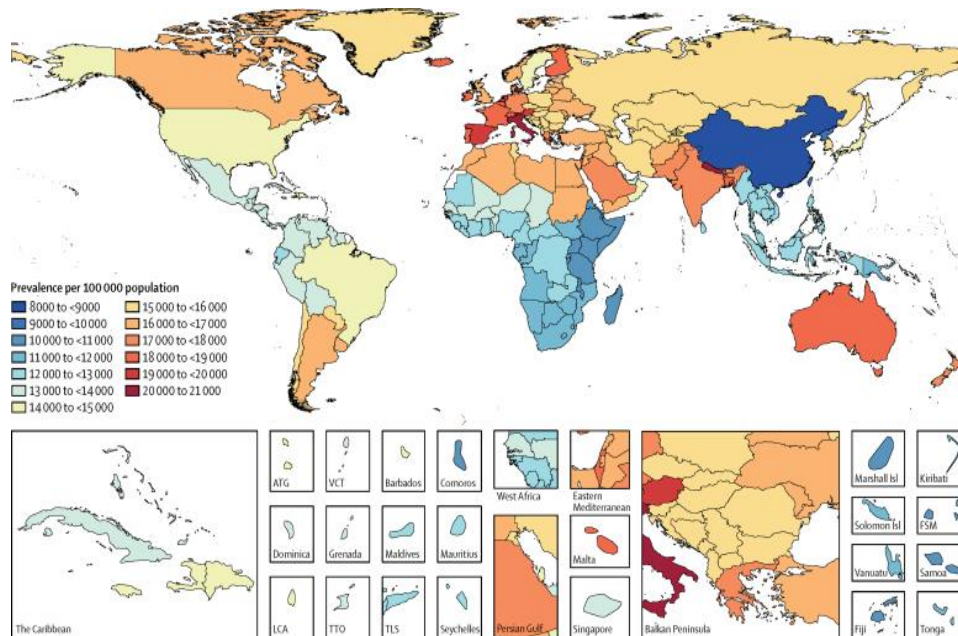 Prevalence per 100 000 population
8000 to <9000
9000 to <10 000
10 000 to <11 000
11 000 to <12 000
12 000 to <13 000
13 000 to <14 000
14 000 to <15 000
15 000 to <16 000
16 000 to <17 000
17 000 to <18 000
18 000 to <19 000
19 000 to <20 000
20 000 to 21 000
The Caribbean
ATG
VCT
Barbados
Comoros
Dominica
Grenada
Maldives
Mauritius
LCA
TTO
TLS
Seychelles
West Africa
Eastern
Mediterranean
Persian Gulf
Malta
Singapore
Balkan Peninsula
Marshall Isl
Kiribati
Solomon Isl
FSM
Vanuatu
Samoa
Fiji
Tonga